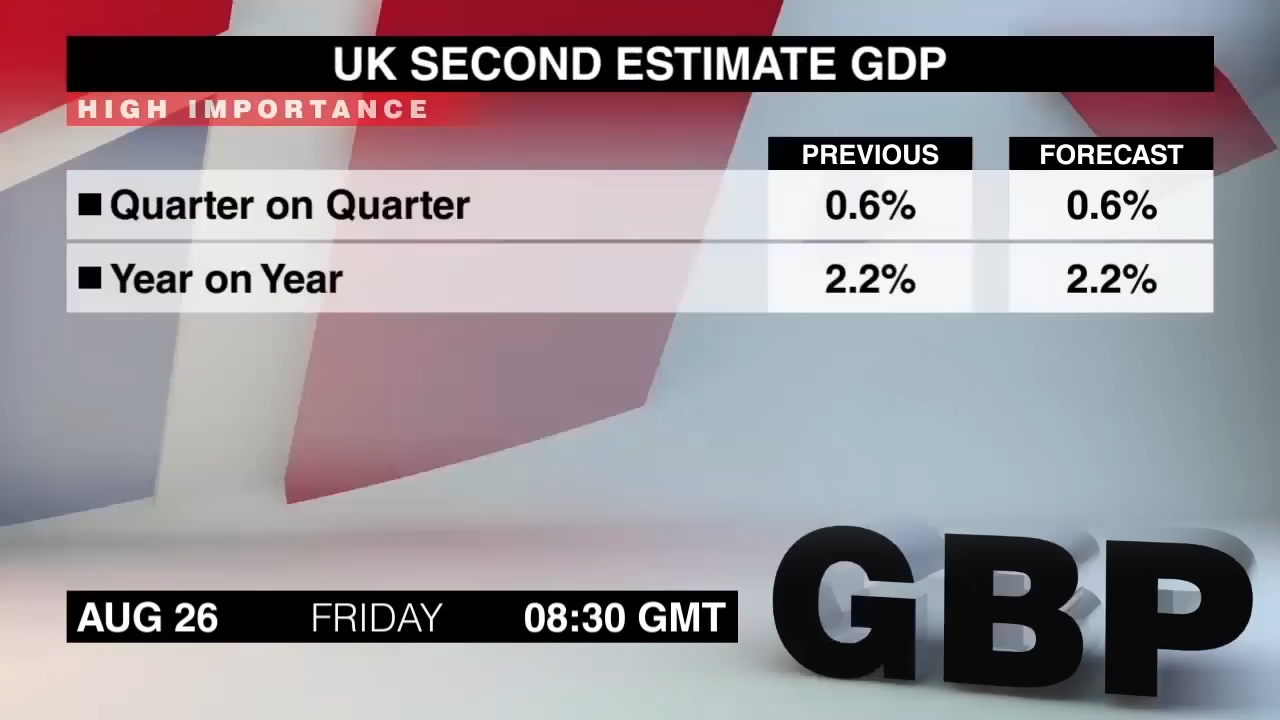 UK SECOND ESTIMATE GDP
HIGH IMPORTANCE
PREVIOUS FORECAST
Quarter on Quarter 0.6% 0.6%
Year on Year 2.2% 2.2%
AUG 26 FRIDAY 08:30 GMT
GBP